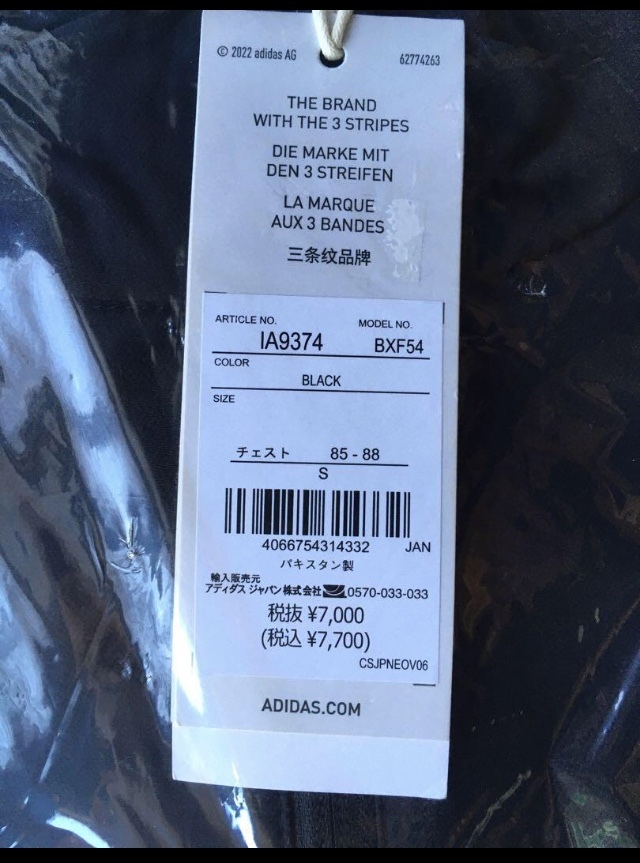 © 2022 adidas AG 62774263
THE BRAND
WITH THE 3 STRIPES
DIE MARKE MIT
DEN 3 STREIFEN
LA MARQUE
AUX 3 BANDES
三条纹品牌
ARTICLE NO. MODEL NO.
IA9374 BXF54
COLOR
BLACK
SIZE
チェスト 85 - 88
S
4066754314332 JAN
パキスタン製
輸入販売元
アディダス ジャパン株式会社 0570-033-033
税抜 ¥7,000
(税込 ¥7,700)
CSJPNEOV06
ADIDAS.COM